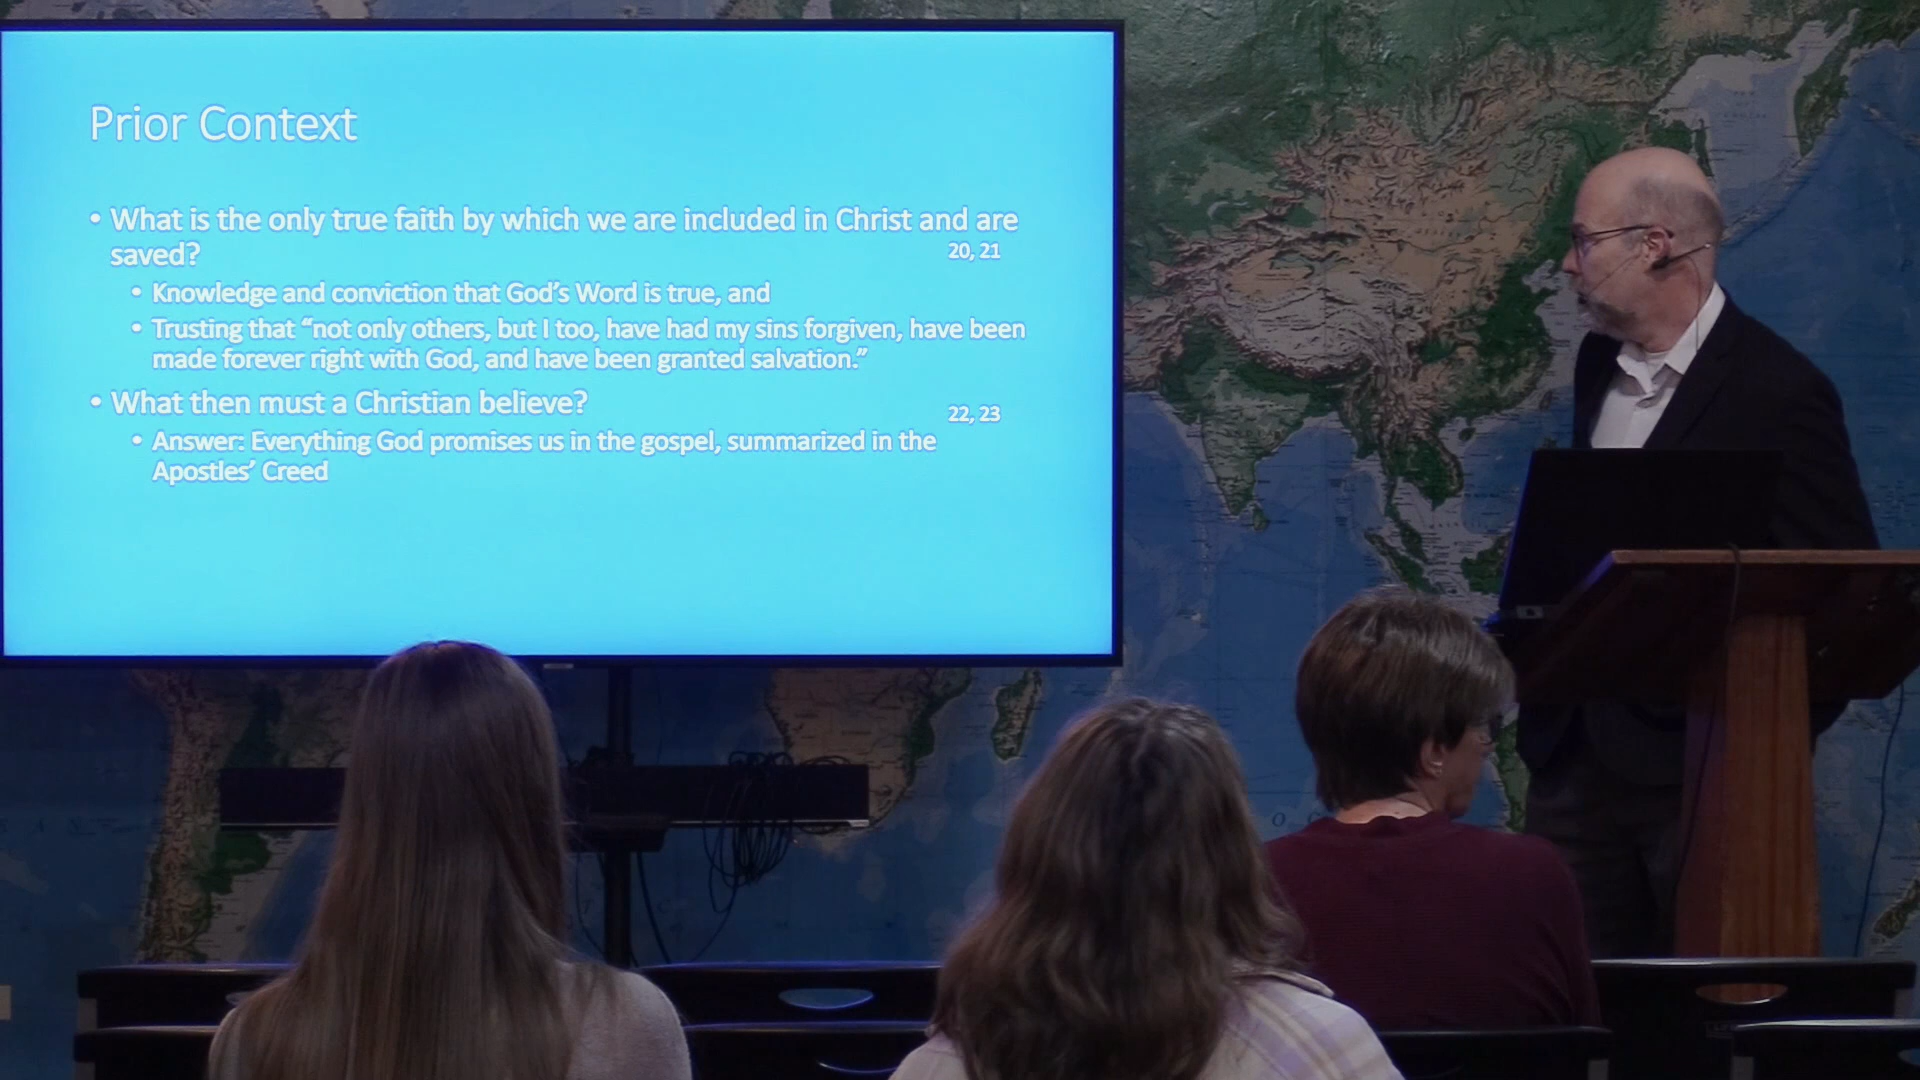 Prior Context
• What is the only true faith by which we are included in Christ and are
saved?
20, 21
• Knowledge and conviction that God's Word is true, and
• Trusting that “not only others, but I too, have had my sins forgiven, have been
made forever right with God, and have been granted salvation.”
• What then must a Christian believe?
22, 23
• Answer: Everything God promises us in the gospel, summarized in the
Apostles' Creed